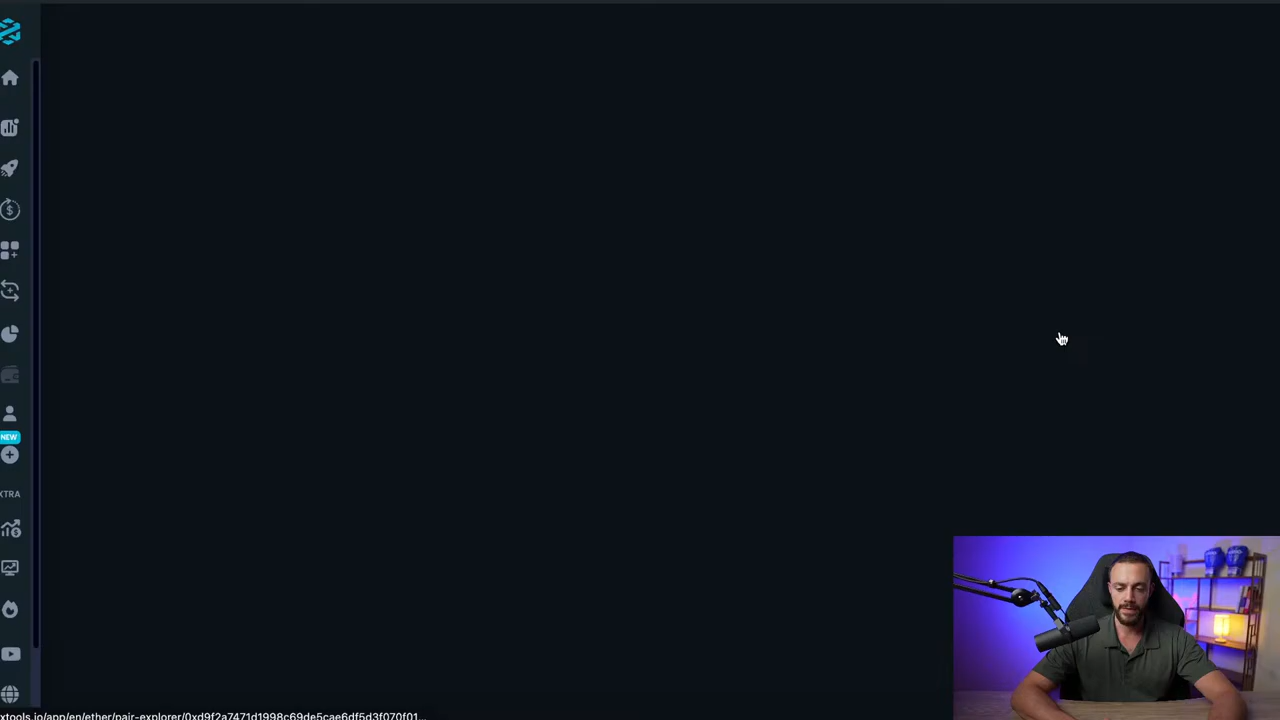 NEW
XTRA
xtools.io/app/en/ether/pair-explorer/0xd9f2a7471d1998c69de5cae6df5d3f070f01...